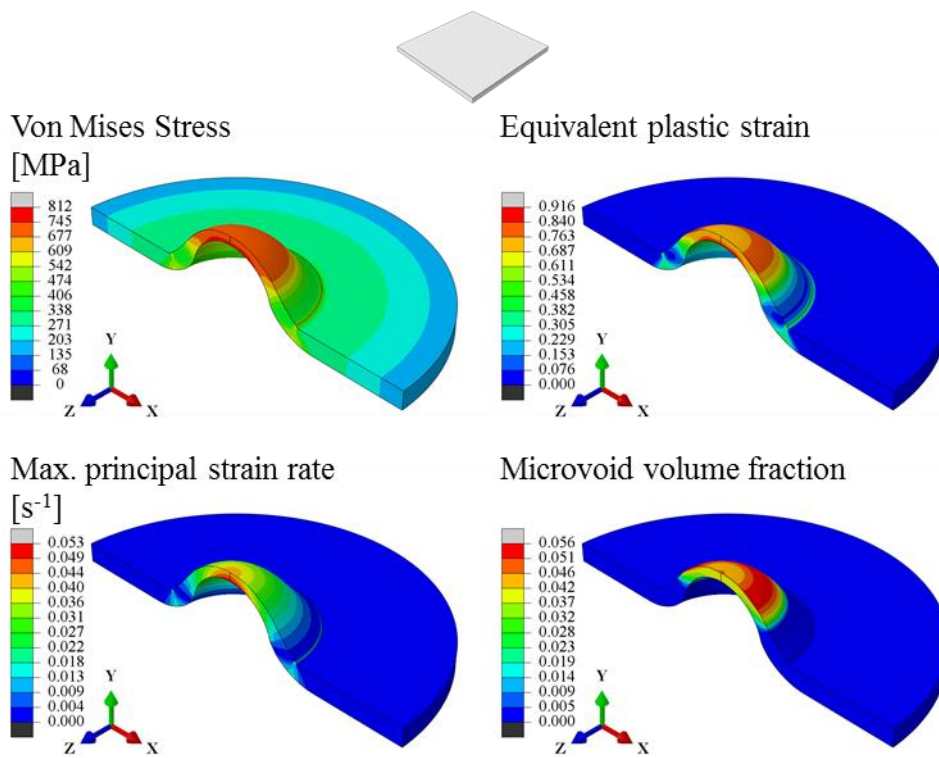 Von Mises Stress
[MPa]
812
745
677
609
542
474
406
338
271
203
135
68
0
Y
Z
X
Equivalent plastic strain
0.916
0.840
0.763
0.687
0.611
0.534
0.458
0.382
0.305
0.229
0.153
0.076
0.000
Y
Z
X
Max. principal strain rate
[s-1]
0.053
0.049
0.044
0.040
0.036
0.031
0.027
0.022
0.018
0.013
0.009
0.004
0.000
Y
Z
X
Microvoid volume fraction
0.056
0.051
0.046
0.042
0.037
0.032
0.028
0.023
0.019
0.014
0.009
0.005
0.000
Y
Z
X